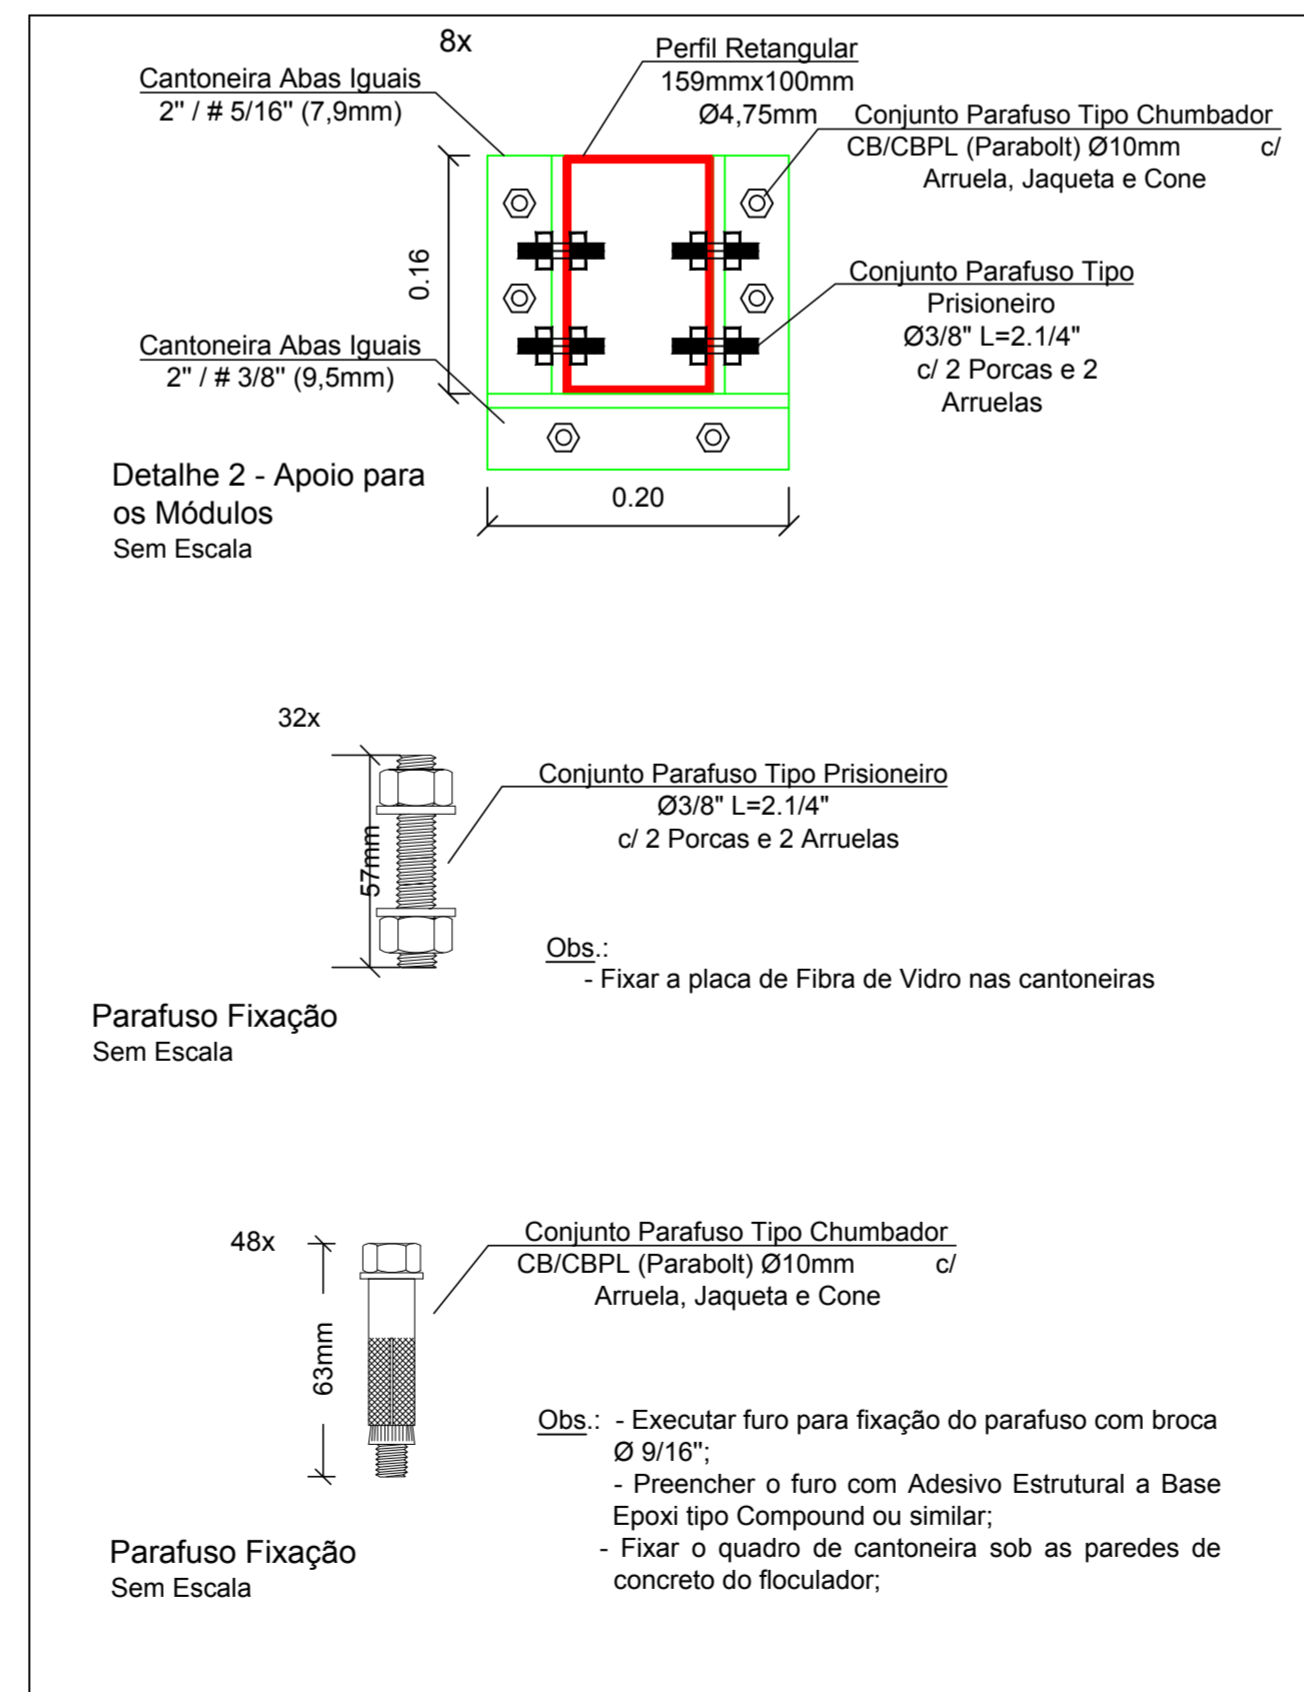 8x
Cantoneira Abas Iguais
2" / # 5/16" (7,9mm)
Perfil Retangular
159mmx100mm
Ø4,75mm
Conjunto Parafuso Tipo Chumbador
CB/CBPL (Parabolt) Ø10mm c/
Arruela, Jaqueta e Cone
0.16
Conjunto Parafuso Tipo
Prisioneiro
Ø3/8" L=2.1/4"
c/ 2 Porcas e 2
Arruelas
Cantoneira Abas Iguais
2" / # 3/8" (9,5mm)
0.20
Detalhe 2 - Apoio para
os Módulos
Sem Escala
32x
57mm
Conjunto Parafuso Tipo Prisioneiro
Ø3/8" L=2.1/4"
c/ 2 Porcas e 2 Arruelas
Obs.:
- Fixar a placa de Fibra de Vidro nas cantoneiras
Parafuso Fixação
Sem Escala
48x
63mm
Conjunto Parafuso Tipo Chumbador
CB/CBPL (Parabolt) Ø10mm c/
Arruela, Jaqueta e Cone
Obs.: - Executar furo para fixação do parafuso com broca
Ø 9/16";
- Preencher o furo com Adesivo Estrutural a Base
Epoxi tipo Compound ou similar;
- Fixar o quadro de cantoneira sob as paredes de
concreto do floculador;
Parafuso Fixação
Sem Escala